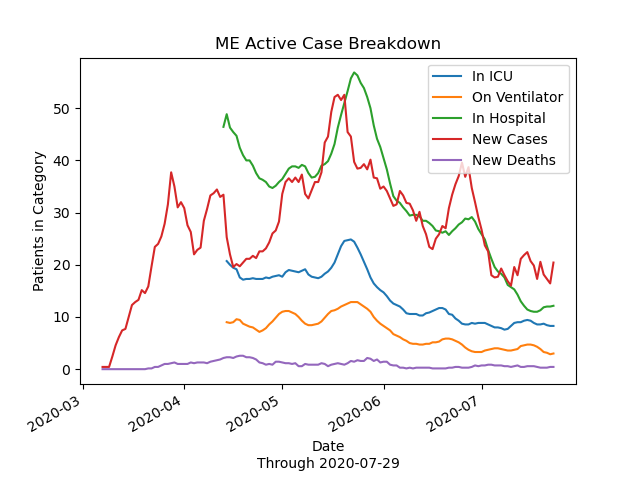 ME Active Case Breakdown
In ICU
On Ventilator
In Hospital
New Cases
New Deaths
Patients in Category
50
40
30
20
10
0
2020-03
2020-04
2020-05
2020-06
2020-07
Date
Through 2020-07-29